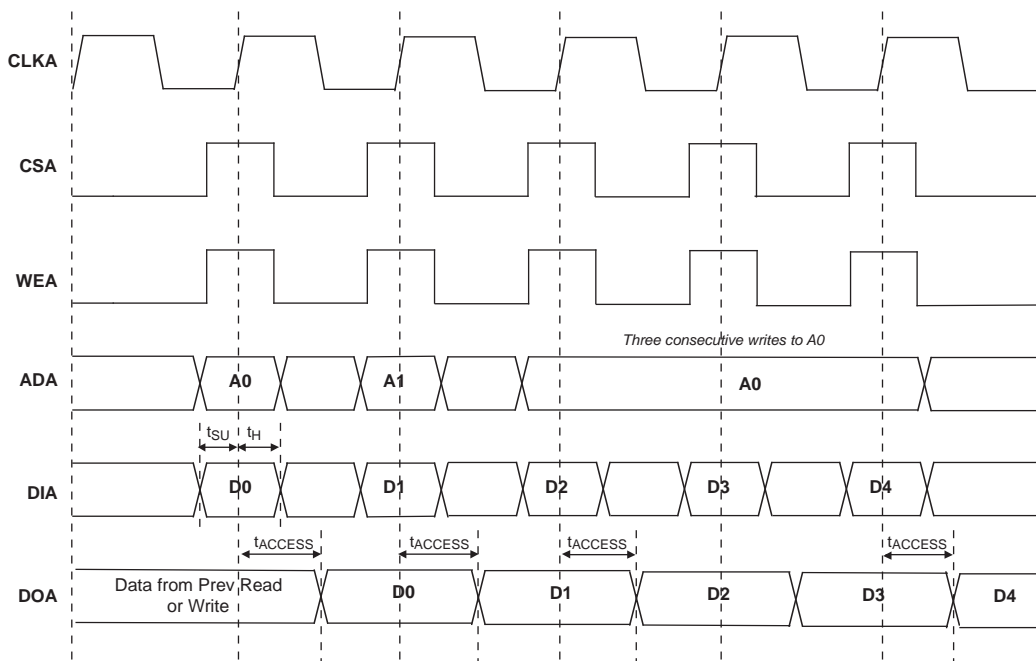 CLKA
CSA
WEA
Three consecutive writes to A0
ADA
A0
A1
A0
tSU
tH
DIA
D0
D1
D2
D3
D4
tACCESS
tACCESS
tACCESS
tACCESS
DOA
Data from Prev Read
or Write
D0
D1
D2
D3
D4